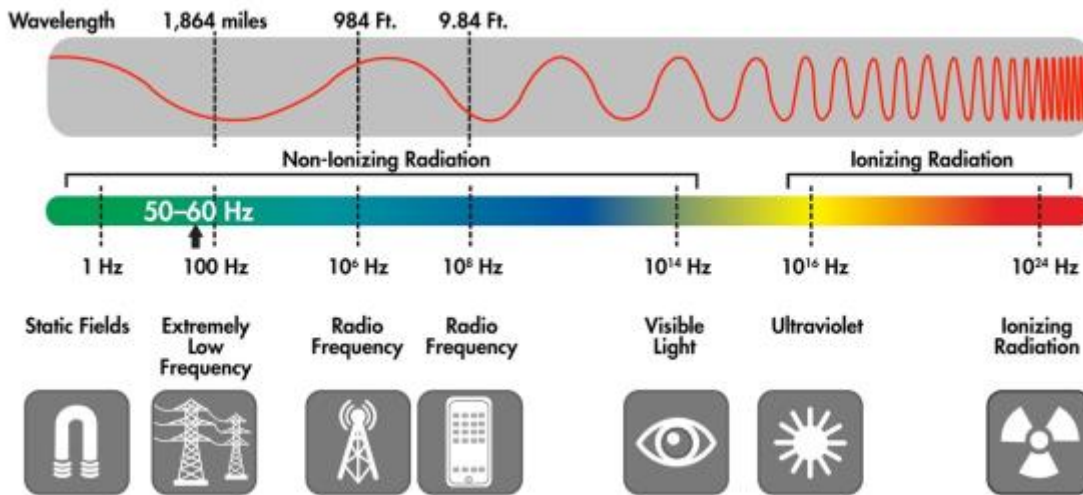 Wavelength 1,864 miles 984 Ft. 9.84 Ft.
Non-Ionizing Radiation Ionizing Radiation
50–60 Hz
1 Hz 100 Hz 10⁶ Hz 10⁸ Hz 10¹⁴ Hz 10¹⁶ Hz 10²⁴ Hz
Static Fields
Extremely
Low
Frequency
Radio
Frequency
Radio
Frequency
Visible
Light
Ultraviolet
Ionizing
Radiation